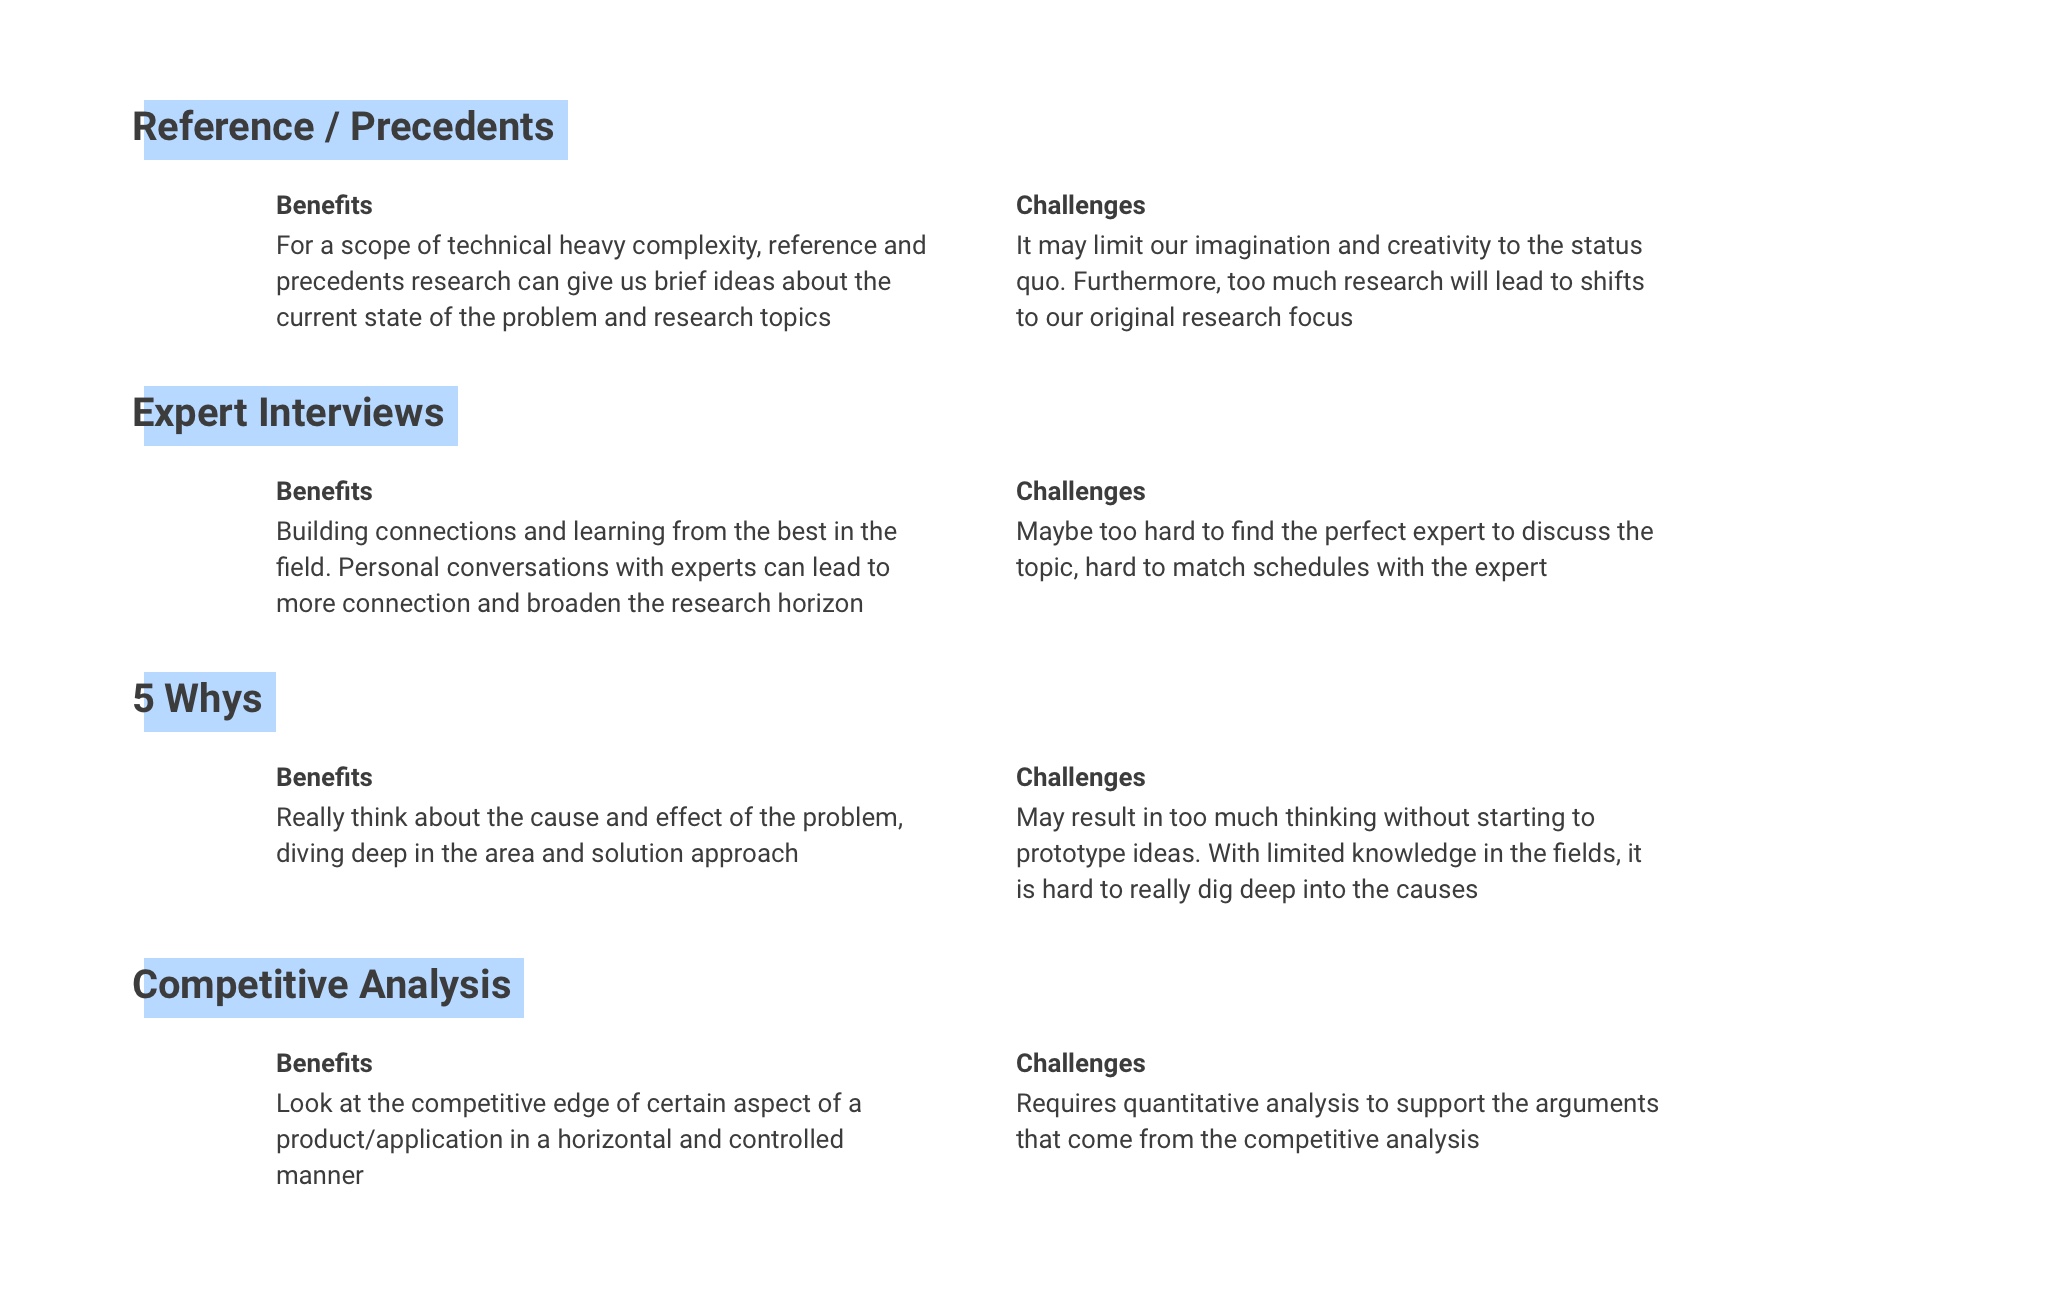 Reference / Precedents
Benefits
For a scope of technical heavy complexity, reference and
precedents research can give us brief ideas about the
current state of the problem and research topics
Challenges
It may limit our imagination and creativity to the status
quo. Furthermore, too much research will lead to shifts
to our original research focus
Expert Interviews
Benefits
Building connections and learning from the best in the
field. Personal conversations with experts can lead to
more connection and broaden the research horizon
Challenges
Maybe too hard to find the perfect expert to discuss the
topic, hard to match schedules with the expert
5 Whys
Benefits
Really think about the cause and effect of the problem,
diving deep in the area and solution approach
Challenges
May result in too much thinking without starting to
prototype ideas. With limited knowledge in the fields, it
is hard to really dig deep into the causes
Competitive Analysis
Benefits
Look at the competitive edge of certain aspect of a
product/application in a horizontal and controlled
manner
Challenges
Requires quantitative analysis to support the arguments
that come from the competitive analysis